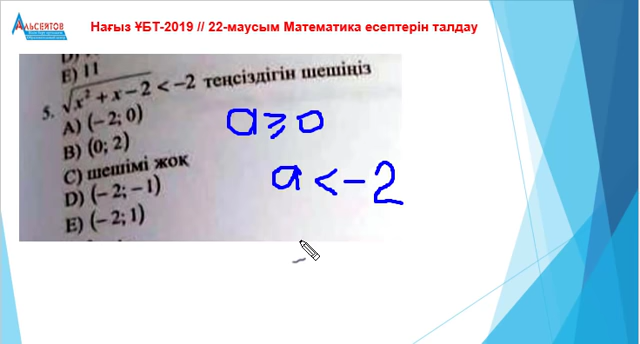 АЛЬСЕИТОВ
Нағыз ҰБТ-2019 // 22-маусым Математика есептерін талдау
E) 11
5. √x² + x − 2 < −2 теңсіздігін шешіңіз
A) (− 2; 0)
B) (0; 2)
C) шешімі жоқ
D) (− 2; − 1)
E) (− 2; 1)
a ⩾ 0
a < − 2